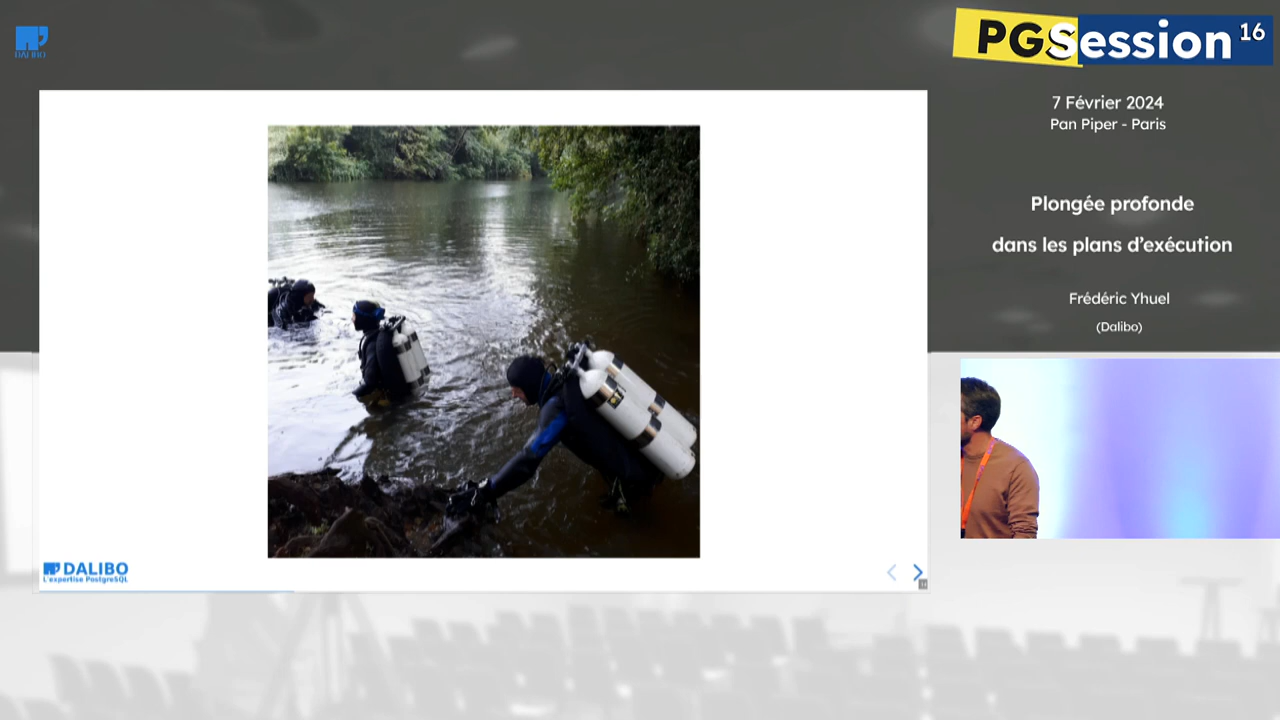 DALIBO
PGSession 16
7 Février 2024
Pan Piper - Paris
Plongée profonde
dans les plans d'exécution
Frédéric Yhuel
(Dalibo)
DALIBO
L'expertise PostgreSQL